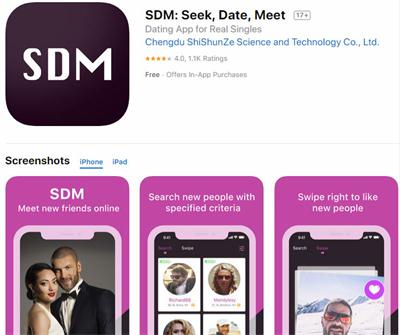 SDM
SDM: Seek, Date, Meet 17+
Dating App for Real Singles
Chengdu ShiShunZe Science and Technology Co., Ltd.
4.0, 1.1K Ratings
Free · Offers In-App Purchases
Screenshots iPhone iPad
SDM
Meet new friends online
Search new people with
specified criteria
Search Swipe
Richard88
Swipe right to like
new people
Search Swipe